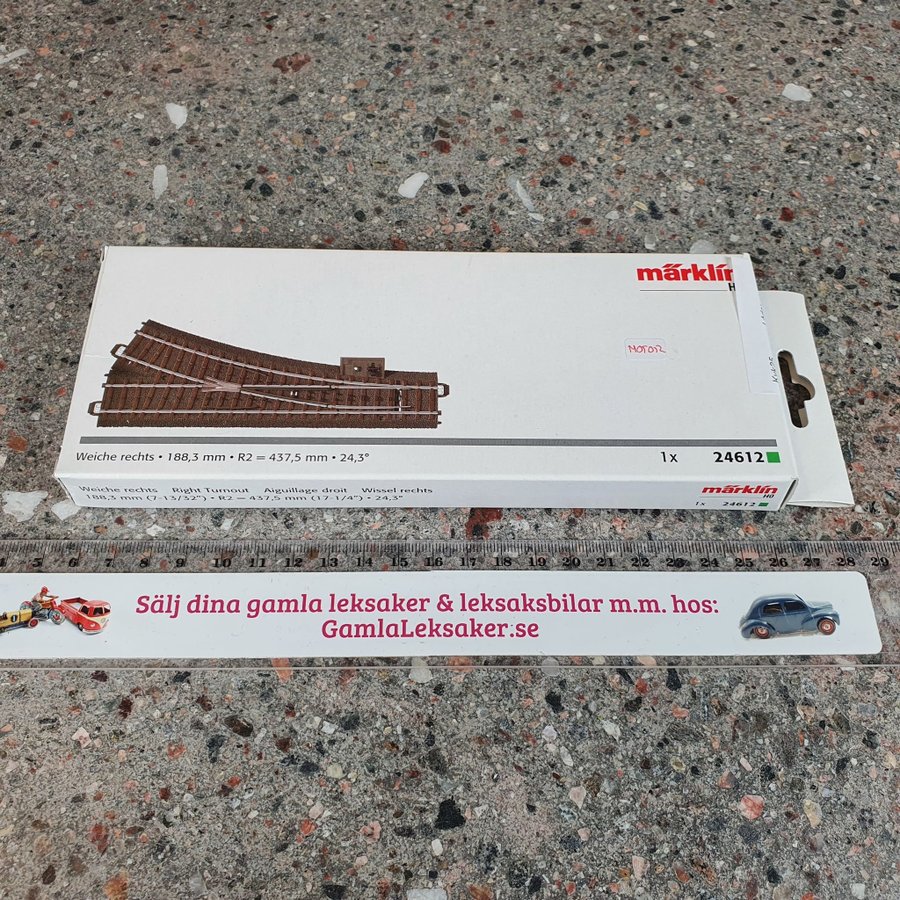 märklin
H
MOTOR
Weiche rechts • 188,3 mm • R2 = 437,5 mm • 24,3° 1x 24612
Weiche rechts Right Turnout Aiguillage droit Wissel rechts
188,3 mm (7-13/32") • R2 = 437,5 mm (17-1/4") • 24,3°
märklin
H0
1x 24612
4 5 6 7 8 9 10 11 12 13 14 15 16 17 18 19 20 21 22 23 24 25 26 27 28 29
Sälj dina gamla leksaker & leksaksbilar m.m. hos:
GamlaLeksaker.se